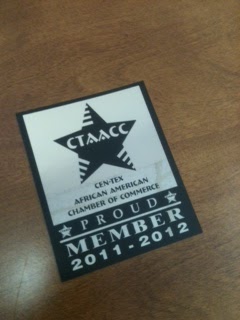 CTAACC
CEN-TEX
AFRICAN AMERICAN
CHAMBER OF COMMERCE
PROUD
MEMBER
2011-2012